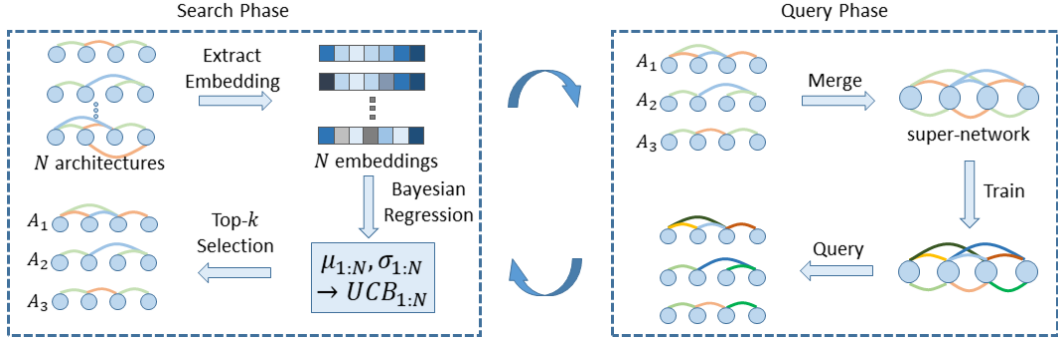 Search Phase
Extract
Embedding
N architectures
N embeddings
Bayesian
Regression
μ1:N, σ1:N
→ UCB1:N
Top-k
Selection
A1
A2
A3
Query Phase
A1
A2
A3
Merge
super-network
Train
Query